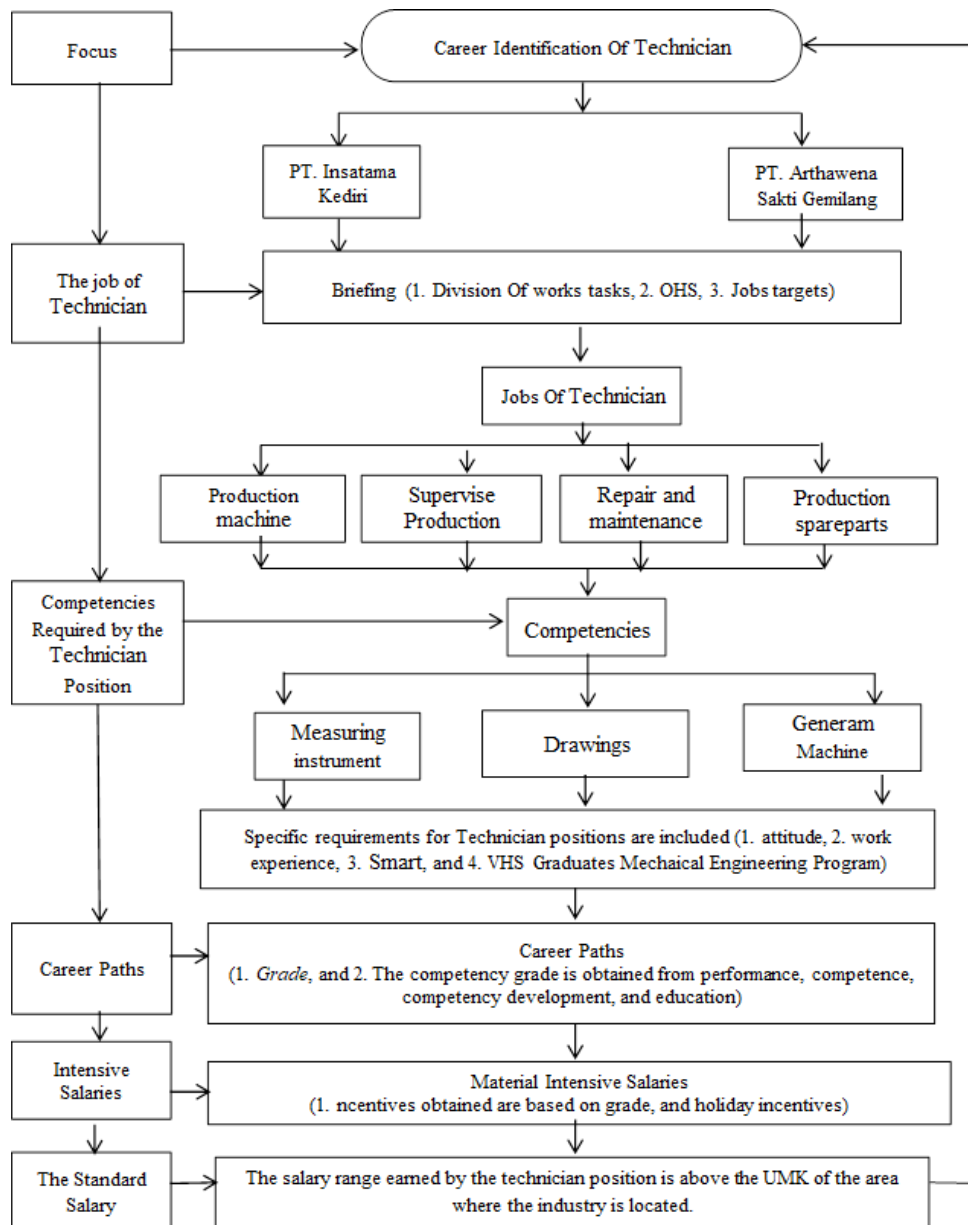 Focus
Career Identification Of Technician
PT. Insatama
Kediri
PT. Arthawena
Sakti Gemilang
The job of
Technician
Briefing (1. Division Of works tasks, 2. OHS, 3. Jobs targets)
Jobs Of Technician
Production
machine
Supervise
Production
Repair and
maintenance
Production
spareparts
Competencies
Required by the
Technician
Position
Competencies
Measuring
instrument
Drawings
Generam
Machine
Specific requirements for Technician positions are included (1. attitude, 2. work
experience, 3. Smart, and 4. VHS Graduates Mechaical Engineering Program)
Career Paths
Career Paths
(1. Grade, and 2. The competency grade is obtained from performance, competence,
competency development, and education)
Intensive
Salaries
Material Intensive Salaries
(1. ncentives obtained are based on grade, and holiday incentives)
The Standard
Salary
The salary range earned by the technician position is above the UMK of the area
where the industry is located.